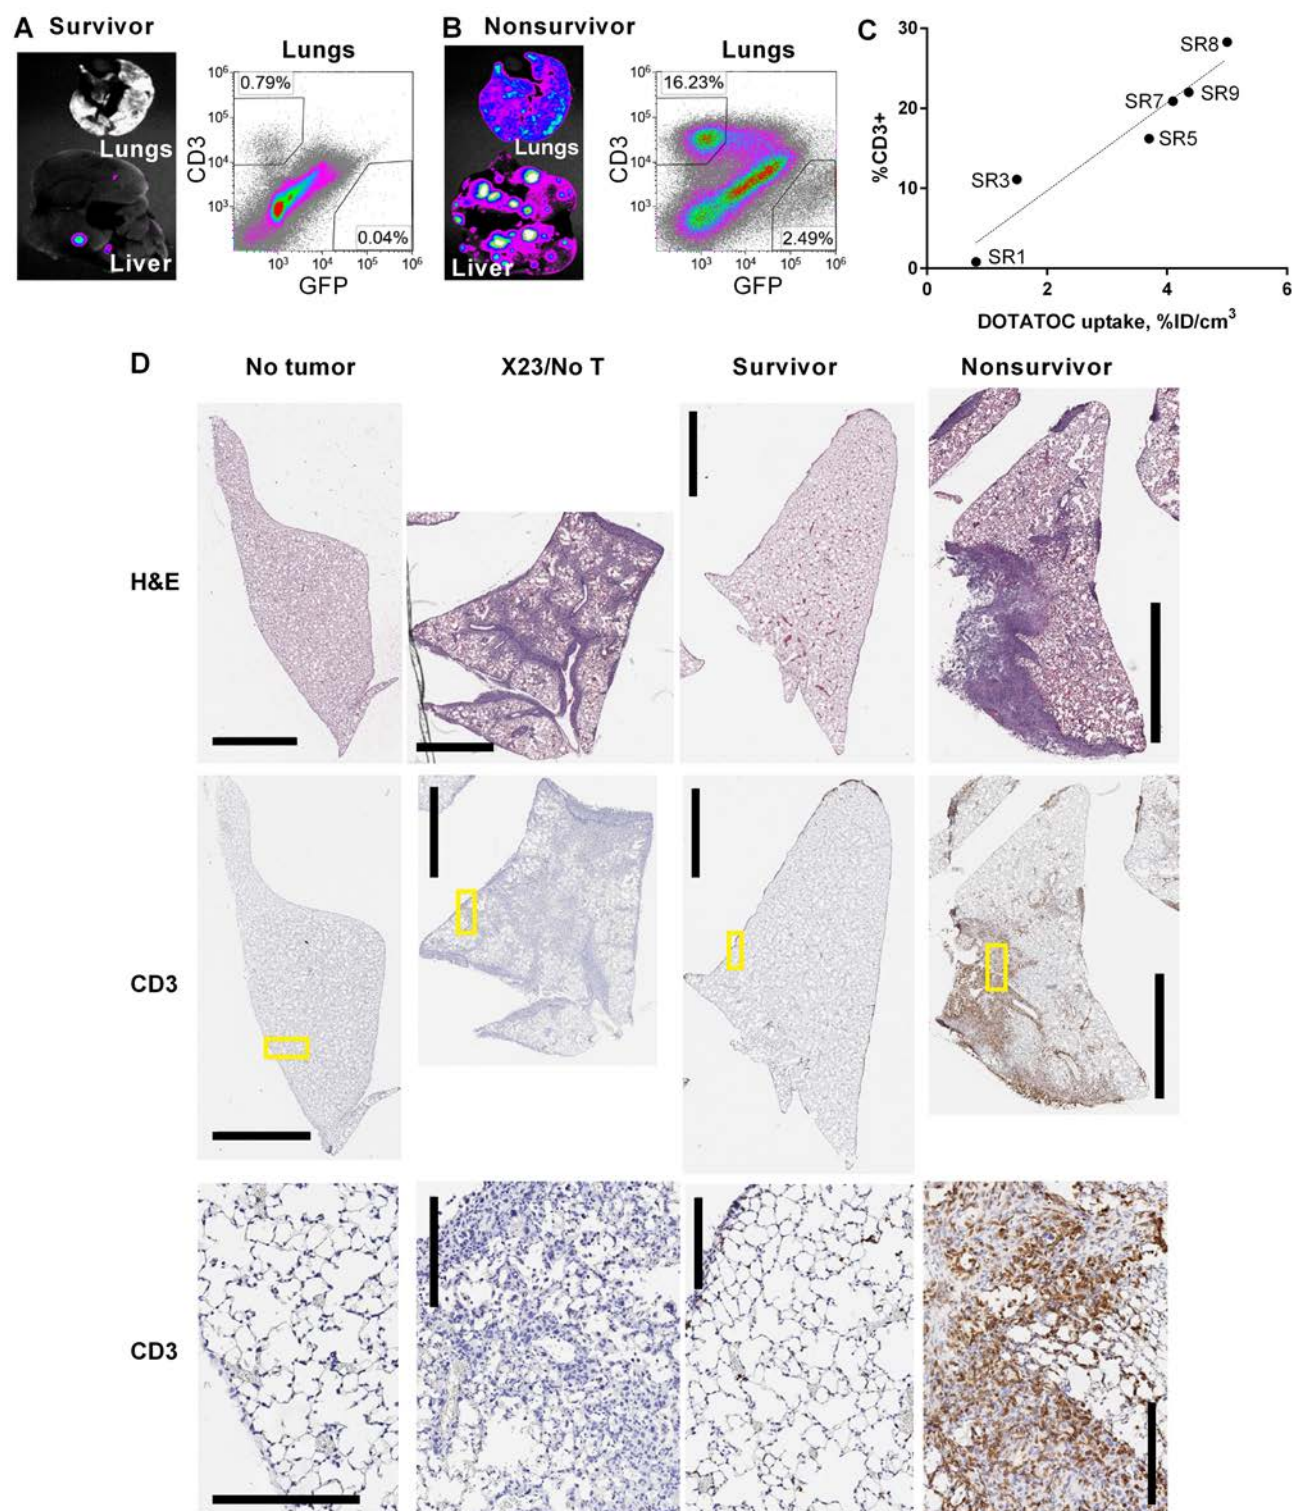 A Survivor
Lungs
Liver
Lungs
10⁶
10⁵
10⁴
10³
CD3
0.79%
0.04%
10³ 10⁴ 10⁵ 10⁶
GFP
B Nonsurvivor
Lungs
Liver
Lungs
10⁶
10⁵
10⁴
10³
CD3
16.23%
2.49%
10³ 10⁴ 10⁵ 10⁶
GFP
C
30
20
10
0
%CD3+
SR8
SR9
SR7
SR5
SR3
SR1
0 2 4 6
DOTATOC uptake, %ID/cm³
D No tumor X23/No T Survivor Nonsurvivor
H&E
CD3
CD3